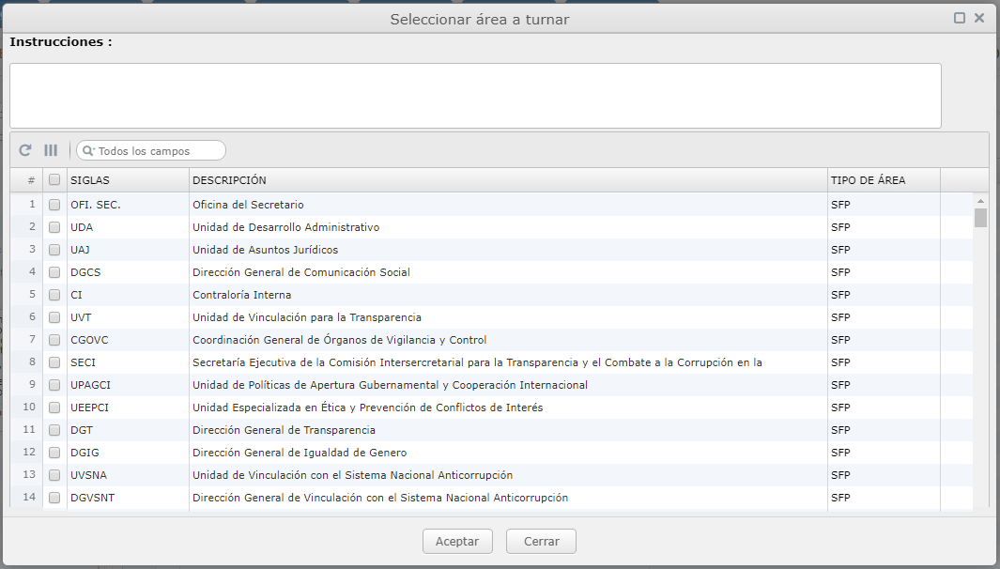 Seleccionar área a turnar
Instrucciones :
Todos los campos
# SIGLAS DESCRIPCIÓN TIPO DE ÁREA
1 OFI. SEC. Oficina del Secretario SFP
2 UDA Unidad de Desarrollo Administrativo SFP
3 UAJ Unidad de Asuntos Jurídicos SFP
4 DGCS Dirección General de Comunicación Social SFP
5 CI Contraloría Interna SFP
6 UVT Unidad de Vinculación para la Transparencia SFP
7 CGOVC Coordinación General de Órganos de Vigilancia y Control SFP
8 SECI Secretaría Ejecutiva de la Comisión Intersercretarial para la Transparencia y el Combate a la Corrupción en la SFP
9 UPAGCI Unidad de Políticas de Apertura Gubernamental y Cooperación Internacional SFP
10 UEEPCI Unidad Especializada en Ética y Prevención de Conflictos de Interés SFP
11 DGT Dirección General de Transparencia SFP
12 DGIG Dirección General de Igualdad de Genero SFP
13 UVSNA Unidad de Vinculación con el Sistema Nacional Anticorrupción SFP
14 DGVSNT Dirección General de Vinculación con el Sistema Nacional Anticorrupción SFP
Aceptar Cerrar